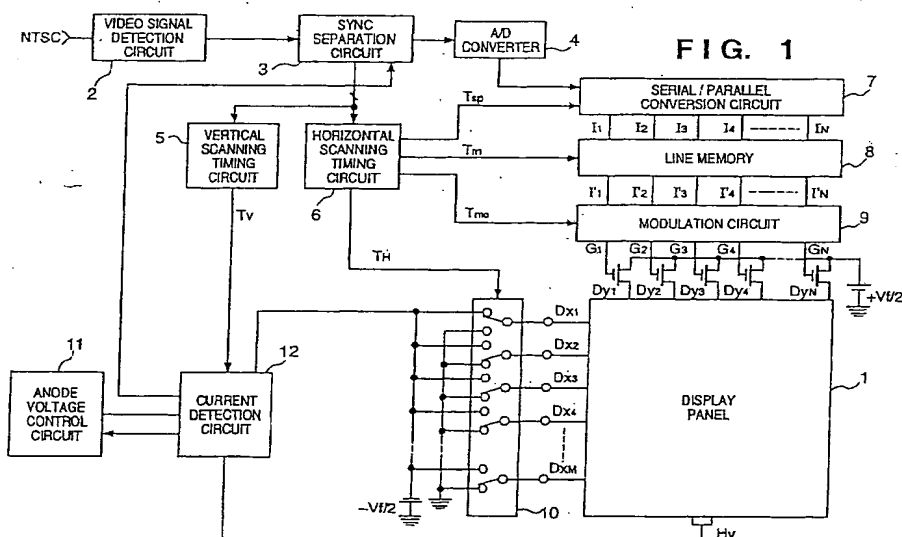 FIG. 1
NTSC
VIDEO SIGNAL
DETECTION
CIRCUIT
2
SYNC
SEPARATION
CIRCUIT
3
A/D
CONVERTER
4
SERIAL / PARALLEL
CONVERSION CIRCUIT
7
I1 I2 I3 I4 IN
LINE MEMORY
8
I'1 I'2 I'3 I'4 I'N
MODULATION CIRCUIT
9
G1 G2 G3 G4 GN
Dy1 Dy2 Dy3 Dy4 DyN
+Vf/2
5
VERTICAL
SCANNING
TIMING
CIRCUIT
HORIZONTAL
SCANNING
TIMING
CIRCUIT
6
Tsp
Tm
Tmo
Tv
TH
11
ANODE
VOLTAGE
CONTROL
CIRCUIT
12
CURRENT
DETECTION
CIRCUIT
-Vf/2
10
Dx1
Dx2
Dx3
Dx4
DxM
DISPLAY
PANEL
1
Hv